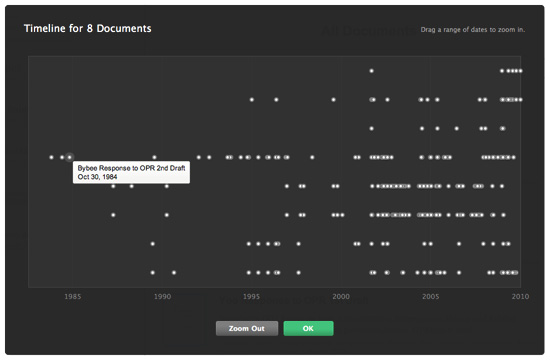 Timeline for 8 Documents
Drag a range of dates to zoom in.
Bybee Response to OPR 2nd Draft
Oct 30, 1984
1985 1990 1995 2000 2005 2010
Zoom Out OK